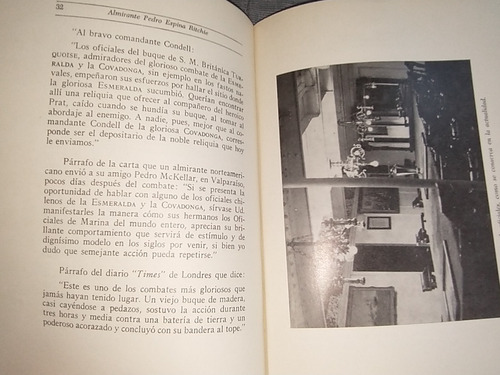 32
Almirante Pedro Espina Ritchie
"Al bravo comandante Condell:
"Los oficiales del buque de S. M. Británica TUR-
QUOISE, admiradores del glorioso combate de la ESME-
RALDA y la COVADONGA, sin ejemplo en los fastos na-
vales, empeñaron sus esfuerzos por hallar el sitio donde
la gloriosa ESMERALDA sucumbió. Querían encontrar
allí una reliquia que ofrecer al compañero del heroico
Prat, caído cuando se hundía su buque, al tomar al
abordaje al enemigo. A nadie, pues, mejor que al co-
mandante Condell de la gloriosa COVADONGA, corres-
ponde ser el depositario de la noble reliquia que hoy
le enviamos."
Párrafo de la carta que un almirante norteameri-
cano envió a su amigo Pedro McKellar, en Valparaíso,
pocos días después del combate: "Si se presenta la
oportunidad de hablar con alguno de los oficiales chi-
lenos de la ESMERALDA y la COVADONGA, sírvase Ud.
manifestarles la manera cómo sus hermanos los Ofi-
ciales de Marina del mundo entero, aprecian su bri-
llante comportamiento que servirá de estímulo y de
dignísimo modelo en los siglos por venir, si bien yo
dudo que semejante acción pueda repetirse."
Párrafo del diario "Times" de Londres que dice:
"Este es uno de los combates más gloriosos que
jamás hayan tenido lugar. Un viejo buque de madera,
casi cayéndose a pedazos, sostuvo la acción durante
tres horas y media contra una batería de tierra y un
poderoso acorazado y concluyó con su bandera al tope."
como se conserva en la actualidad.